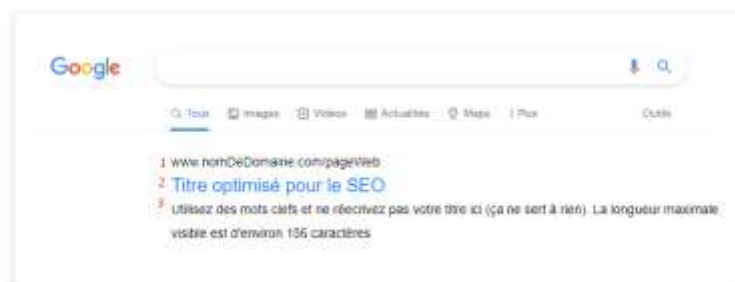 Google
Tous Images Vidéos Actualités Maps Plus Outils
1 www.nomDeDomaine.com/pageWeb
2 Titre optimisé pour le SEO
3 Utilisez des mots clefs et ne réecrivez pas votre titre ici (ça ne sert à rien). La longueur maximale
visible est d'environ 156 caractères